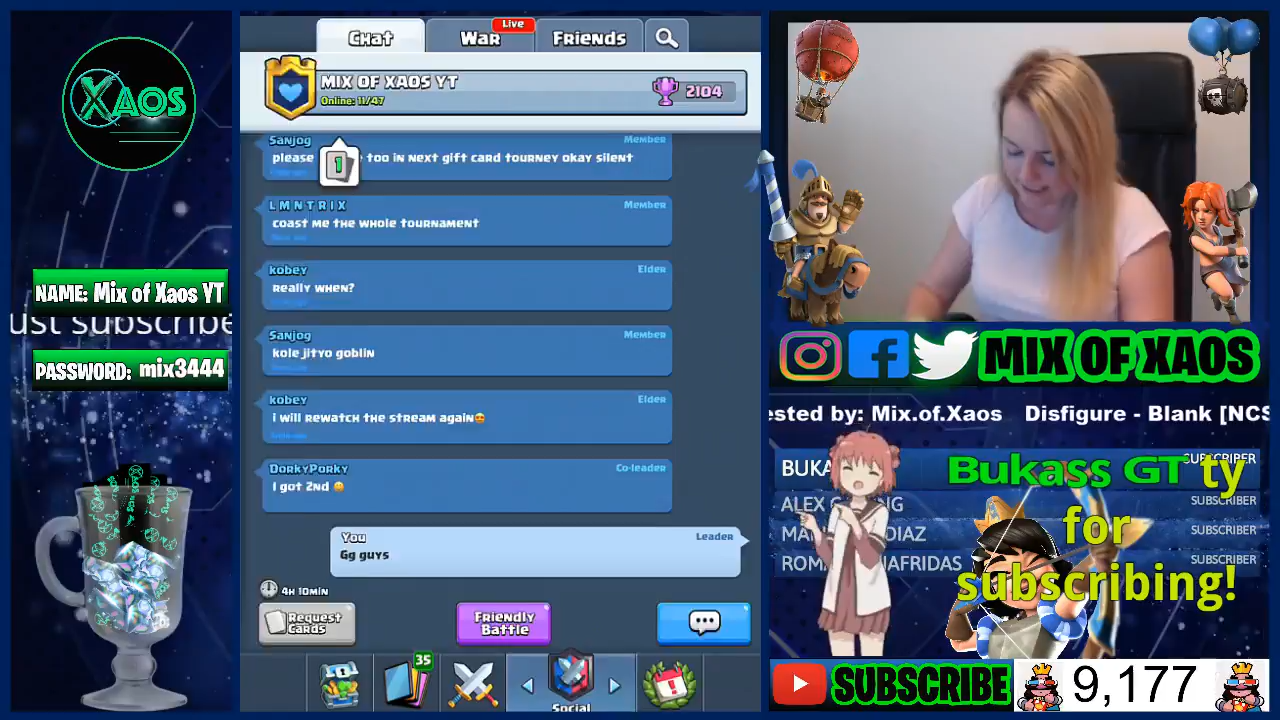 XAOS
NAME: Mix of Xaos YT
ust subscribe
PASSWORD: mix3444
Chat
War
Live
Friends
MIX OF XAOS YT
Online: 11/47
2104
Sanjog
Member
please
too in next gift card tourney okay silent
1
L M N T R I X
Member
coast me the whole tournament
kobey
Elder
Really when?
Sanjog
Member
kole jityo goblin
kobey
Elder
i will rewatch the stream again😍
DorkyPorky
Co-leader
I got 2nd
You
Leader
Gg guys
4h 10min
Request
Cards
Friendly
Battle
35
Social
MIX OF XAOS
ested by: Mix.of.Xaos Disfigure - Blank [NCS
BUKA
SUBSCRIBER
Bukass GT ty
for
subscribing!
ALEX
SUBSCRIBER
DIAZ
SUBSCRIBER
SUBSCRIBER
SUBSCRIBE
9,177